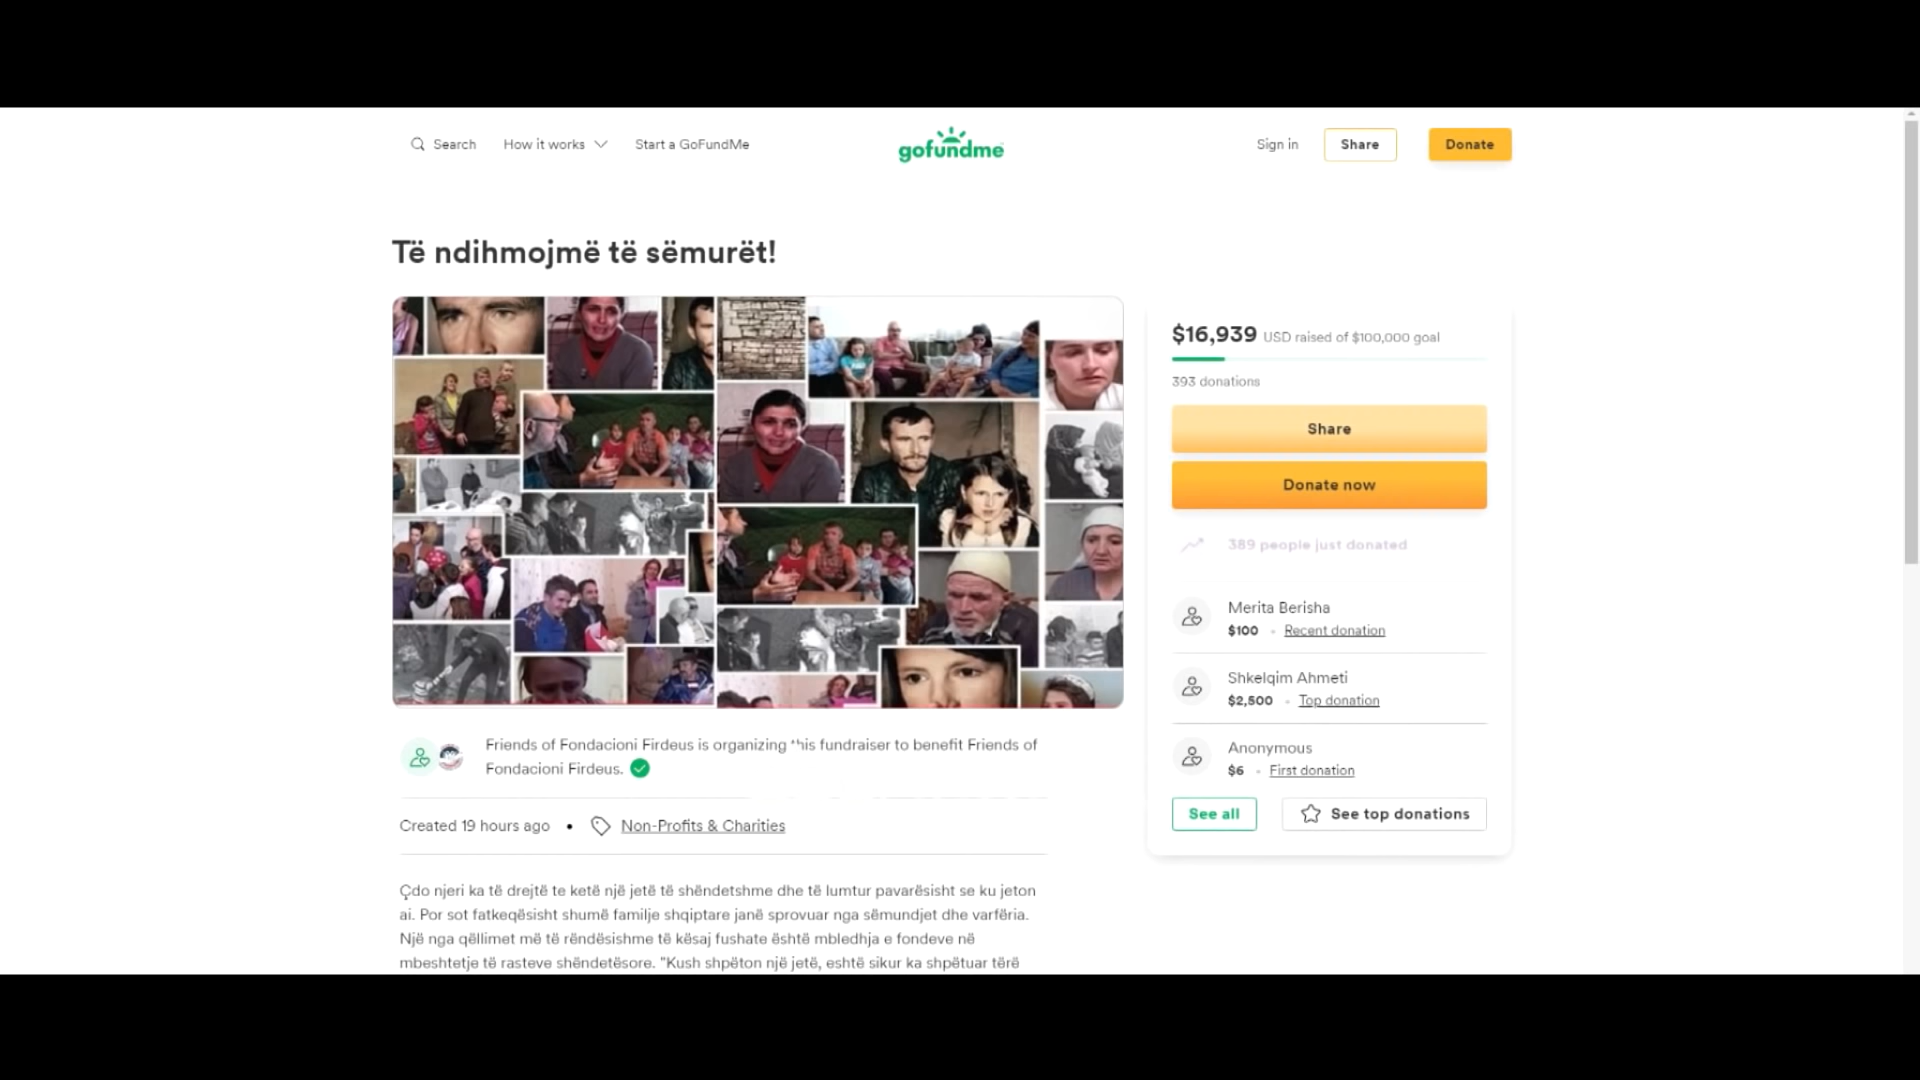 Search
How it works
Start a GoFundMe
gofundme
Sign in
Share
Donate
Të ndihmojmë të sëmurët!
$16,939 USD raised of $100,000 goal
393 donations
Share
Donate now
389 people just donated
Merita Berisha
$100 • Recent donation
Shkelqim Ahmeti
$2,500 • Top donation
Anonymous
$6 • First donation
See all
See top donations
Friends of Fondacioni Firdeus is organizing this fundraiser to benefit Friends of
Fondacioni Firdeus.
Created 19 hours ago • Non-Profits & Charities
Çdo njeri ka të drejtë te ketë një jetë të shëndetshme dhe të lumtur pavarësisht se ku jeton
ai. Por sot fatkeqësisht shumë familje shqiptare janë sprovuar nga sëmundjet dhe varfëria.
Një nga qëllimet më të rëndësishme të kësaj fushate është mbledhja e fondeve në
mbeshtetje të rasteve shëndetësore. "Kush shpëton një jetë, eshtë sikur ka shpëtuar tërë